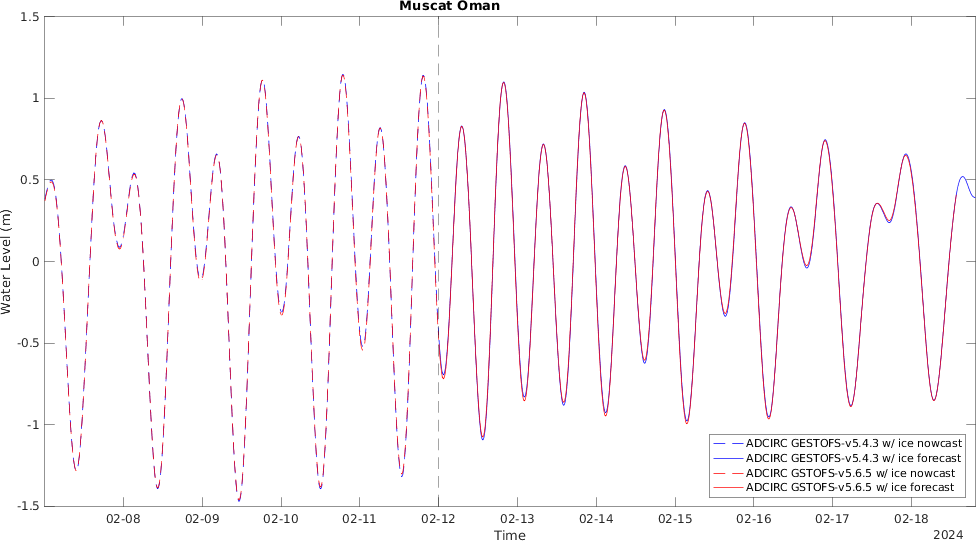 Muscat Oman
1.5
1
0.5
0
-0.5
-1
-1.5
Water Level (m)
ADCIRC GESTOFS-v5.4.3 w/ ice nowcast
ADCIRC GESTOFS-v5.4.3 w/ ice forecast
ADCIRC GSTOFS-v5.6.5 w/ ice nowcast
ADCIRC GSTOFS-v5.6.5 w/ ice forecast
02-08 02-09 02-10 02-11 02-12 02-13 02-14 02-15 02-16 02-17 02-18
Time
2024